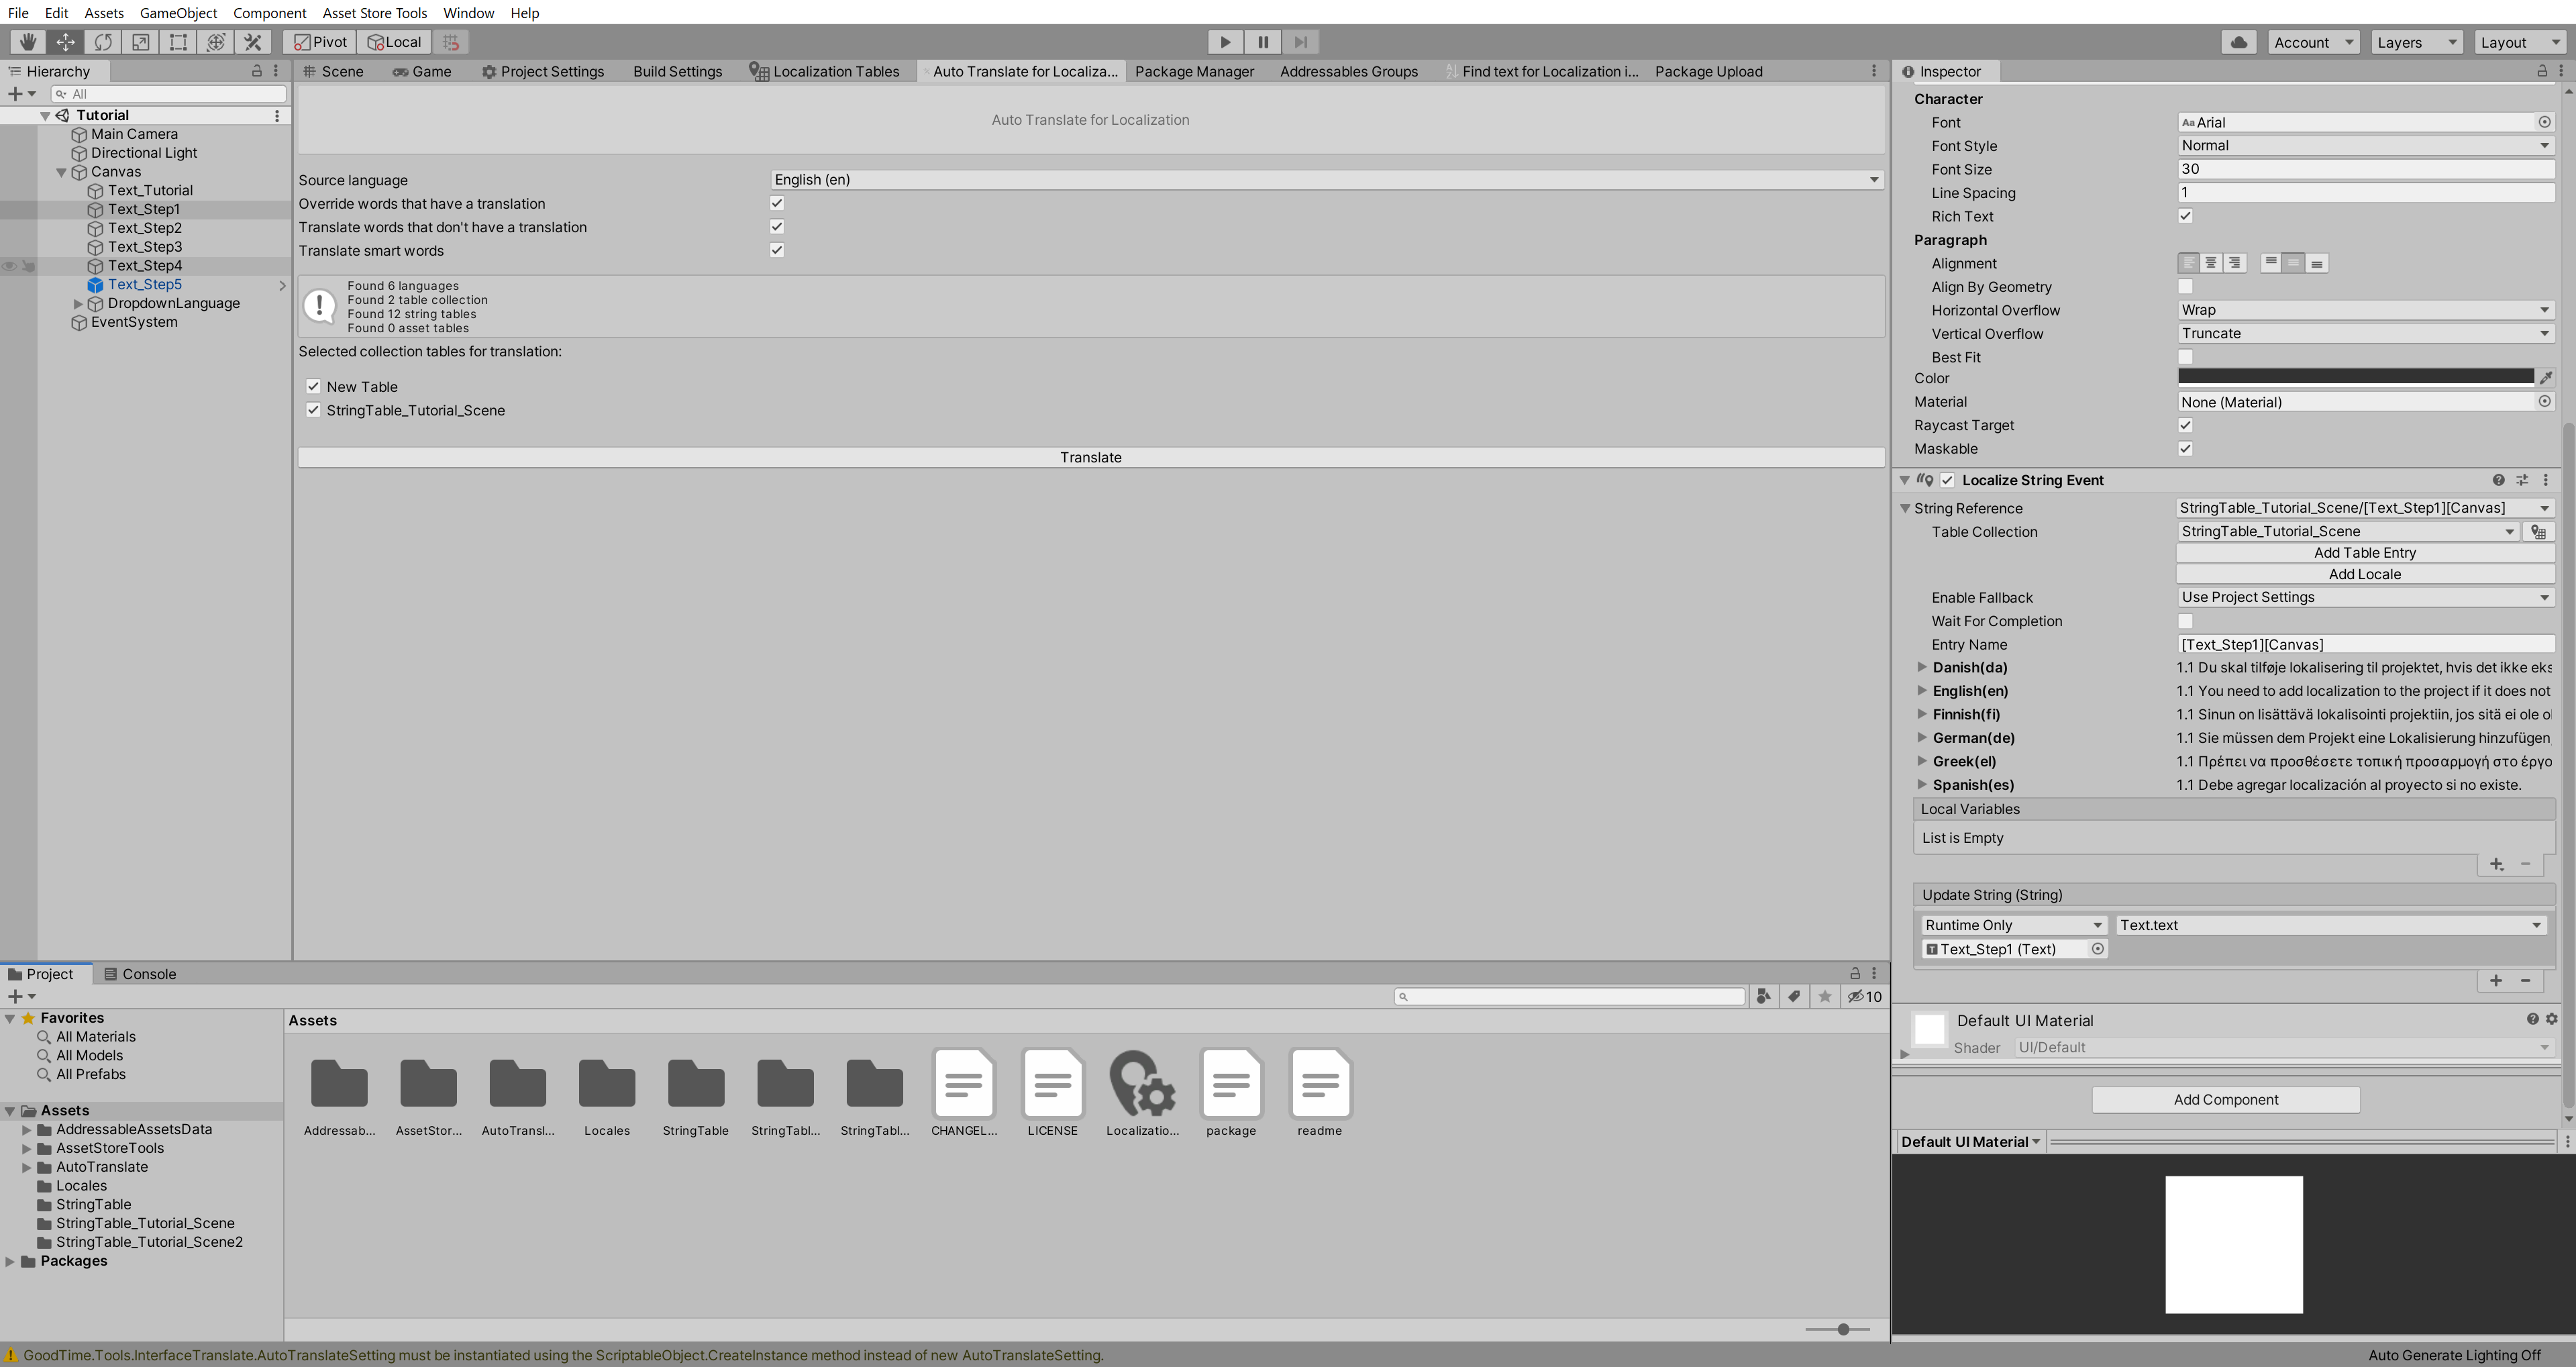 File Edit Assets GameObject Component Asset Store Tools Window Help
Pivot Local Account Layers Layout
Hierarchy
All
Tutorial
Main Camera
Directional Light
Canvas
Text_Tutorial
Text_Step1
Text_Step2
Text_Step3
Text_Step4
Text_Step5
DropdownLanguage
EventSystem
Scene Game Project Settings Build Settings Localization Tables Auto Translate for Localiza... Package Manager Addressables Groups Find text for Localization i... Package Upload
Auto Translate for Localization
Source language English (en)
Override words that have a translation
Translate words that don't have a translation
Translate smart words
Found 6 languages
Found 2 table collection
Found 12 string tables
Found 0 asset tables
Selected collection tables for translation:
New Table
StringTable_Tutorial_Scene
Translate
Inspector
Character
Font Aa Arial
Font Style Normal
Font Size 30
Line Spacing 1
Rich Text
Paragraph
Alignment
Align By Geometry
Horizontal Overflow Wrap
Vertical Overflow Truncate
Best Fit
Color
Material None (Material)
Raycast Target
Maskable
Localize String Event
String Reference StringTable_Tutorial_Scene/[Text_Step1][Canvas]
Table Collection StringTable_Tutorial_Scene
Add Table Entry
Add Locale
Enable Fallback Use Project Settings
Wait For Completion
Entry Name [Text_Step1][Canvas]
Danish(da) 1.1 Du skal tilføje lokalisering til projektet, hvis det ikke eks
English(en) 1.1 You need to add localization to the project if it does not
Finnish(fi) 1.1 Sinun on lisättävä lokalisointi projektiin, jos sitä ei ole o
German(de) 1.1 Sie müssen dem Projekt eine Lokalisierung hinzufügen,
Greek(el) 1.1 Πρέπει να προσθέσετε τοπική προσαρμογή στο έργο
Spanish(es) 1.1 Debe agregar localización al proyecto si no existe.
Local Variables
List is Empty
Update String (String)
Runtime Only Text.text
Text_Step1 (Text)
Default UI Material
Shader UI/Default
Add Component
Default UI Material
Project Console
10
Favorites
All Materials
All Models
All Prefabs
Assets
AddressableAssetsData
AssetStoreTools
AutoTranslate
Locales
StringTable
StringTable_Tutorial_Scene
StringTable_Tutorial_Scene2
Packages
Assets
Addressab... AssetStor... AutoTransl... Locales StringTable StringTabl... StringTabl... CHANGEL... LICENSE Localizatio... package readme
GoodTime.Tools.InterfaceTranslate.AutoTranslateSetting must be instantiated using the ScriptableObject.CreateInstance method instead of new AutoTranslateSetting.
Auto Generate Lighting Off